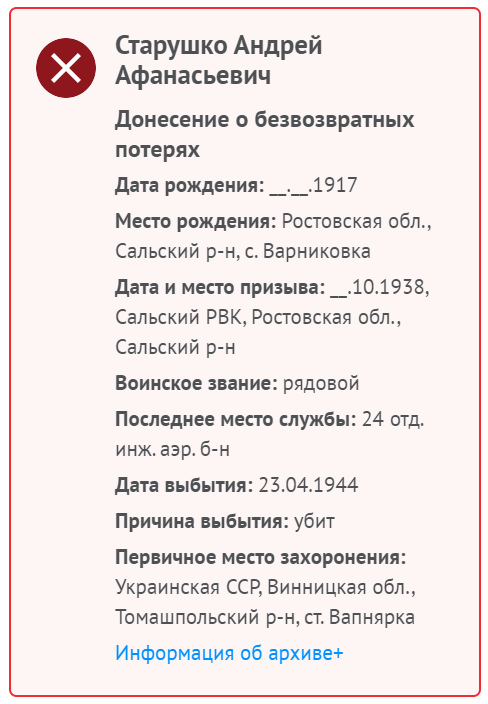 Старушко Андрей
Афанасьевич
Донесение о безвозвратных
потерях
Дата рождения: __.__.1917
Место рождения: Ростовская обл.,
Сальский р-н, с. Варниковка
Дата и место призыва: __.10.1938,
Сальский РВК, Ростовская обл.,
Сальский р-н
Воинское звание: рядовой
Последнее место службы: 24 отд.
инж. аэр. б-н
Дата выбытия: 23.04.1944
Причина выбытия: убит
Первичное место захоронения:
Украинская ССР, Винницкая обл.,
Томашпольский р-н, ст. Вапнярка
Информация об архиве+